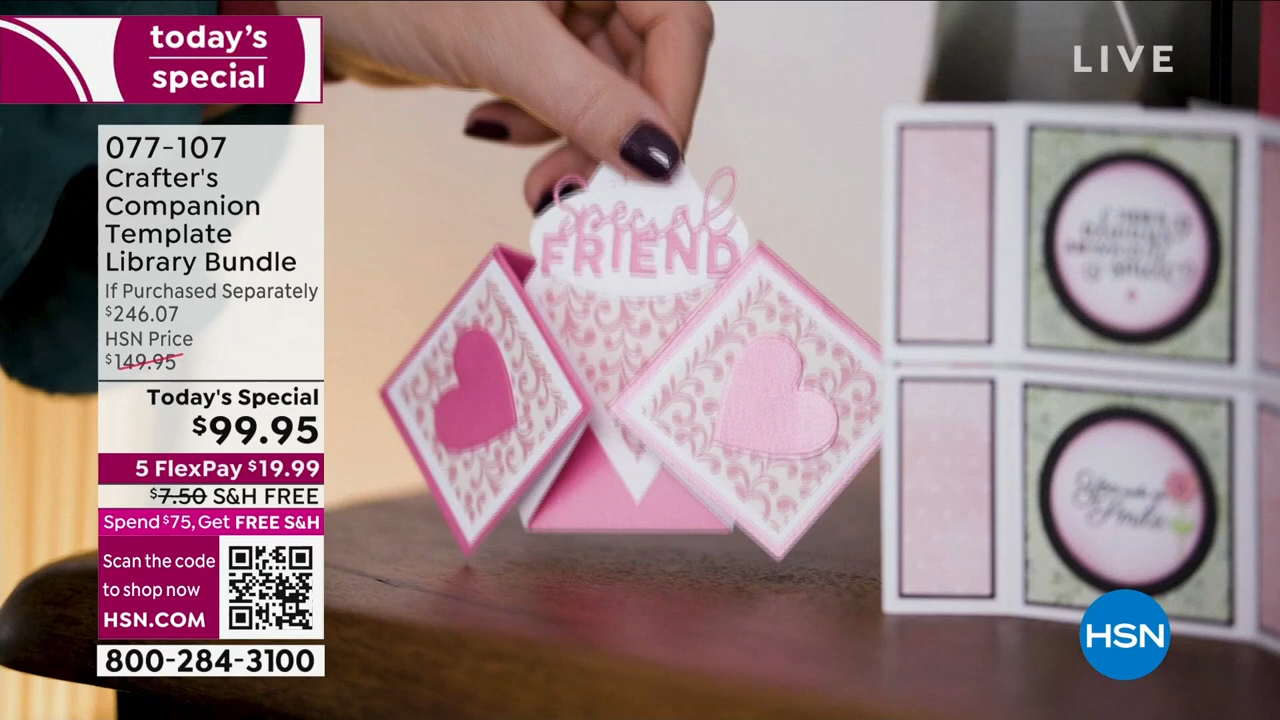 today's
special
LIVE
077-107
Crafter's
Companion
Template
Library Bundle
If Purchased Separately
$246.07
HSN Price
$149.95
Today's Special
$99.95
5 FlexPay $19.99
$7.50 S&H FREE
Spend $75, Get FREE S&H
Scan the code
to shop now
HSN.COM
800-284-3100
Special
FRIEND
HSN